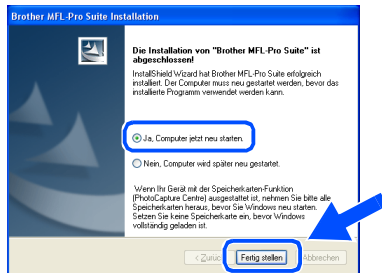 Brother MFL-Pro Suite Installation
Die Installation von "Brother MFL-Pro Suite" ist
abgeschlossen!
InstallShield Wizard hat Brother MFL-Pro Suite erfolgreich
installiert. Der Computer muss neu gestartet werden, bevor das
installierte Programm verwendet werden kann.
Ja, Computer jetzt neu starten.
Nein, Computer wird später neu gestartet.
Wenn Ihr Gerät mit der Speicherkarten-Funktion
(PhotoCapture Centre) ausgestattet ist, nehmen Sie bitte alle
Speicherkarten heraus, bevor Sie Windows neu starten.
Setzen Sie keine Speicherkarte ein, bevor Windows
vollständig geladen ist.
Fertig stellen Abbrechen